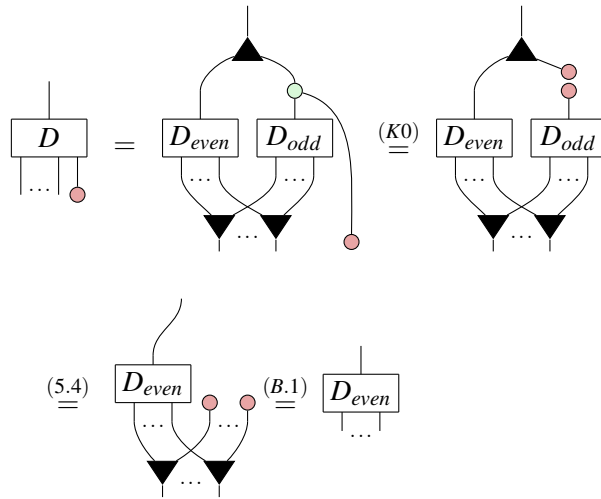 D … = D_even D_odd … … … (K0) = D_even D_odd … … …
(5.4) = D_even … … … (B.1) = D_even …